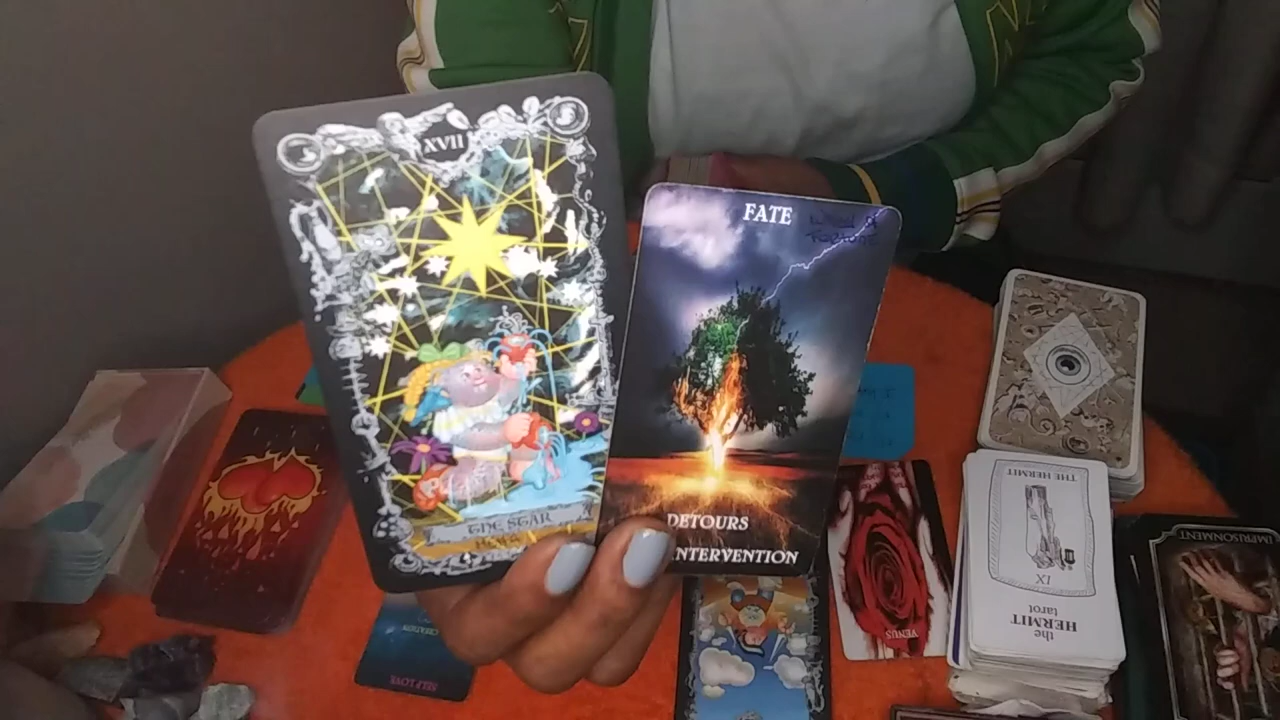 XVII
THE STAR
FATE
Wheel of
Fortune
DETOURS
INTERVENTION
SELF LOVE
VENUS
THE HERMIT
IX
the
HERMIT
tarot
IMPRISONMENT